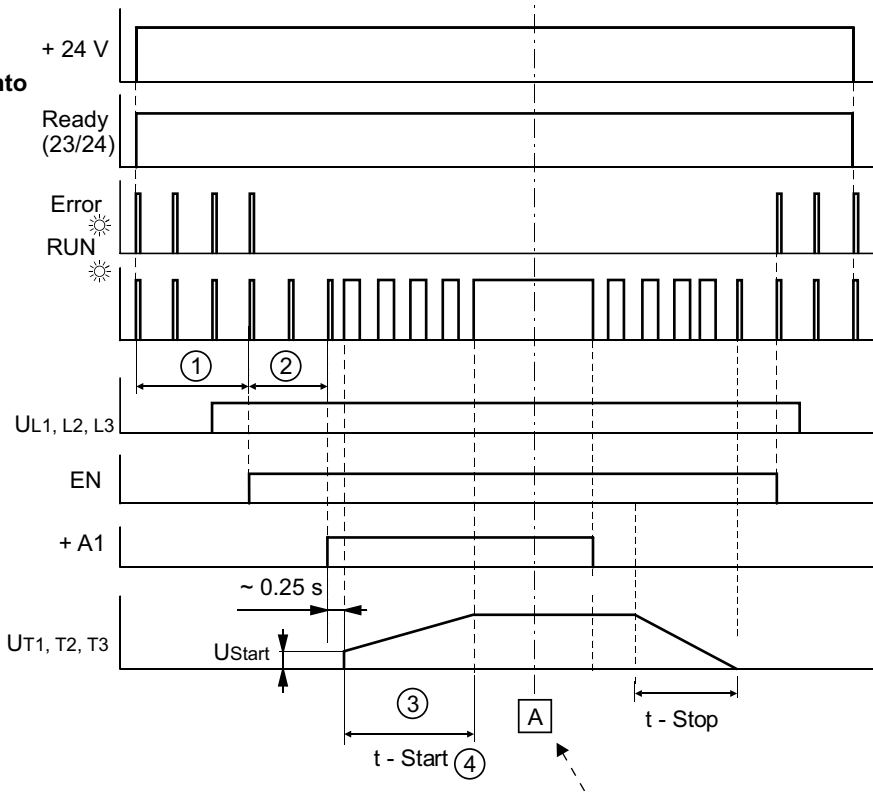 + 24 V
nto
Ready
(23/24)
Error
RUN
1 2
UL1, L2, L3
EN
+ A1
~ 0.25 s
UT1, T2, T3
UStart
3
A
t - Stop
t - Start 4